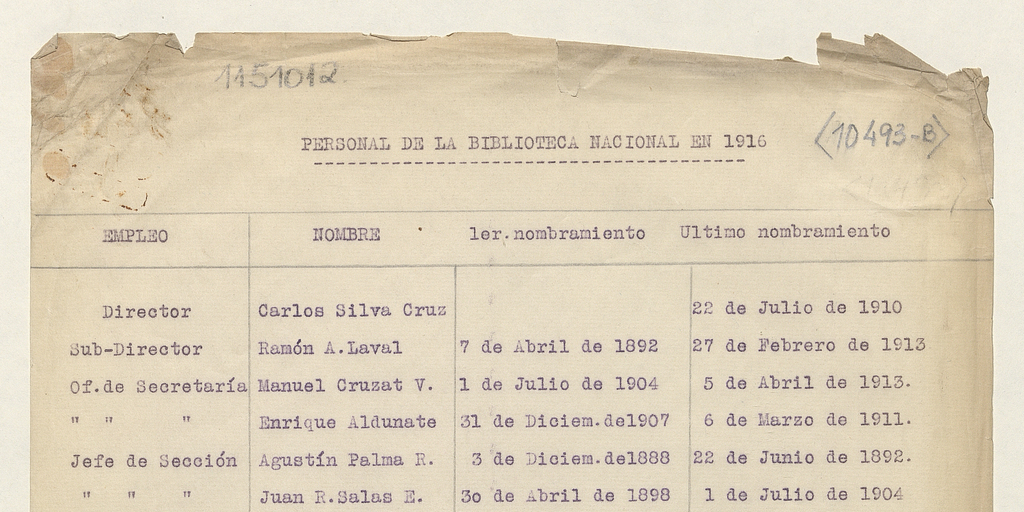 1151012
PERSONAL DE LA BIBLIOTECA NACIONAL EN 1916
<10493-B>
EMPLEO NOMBRE 1er.nombramiento Ultimo nombramiento
Director Carlos Silva Cruz 22 de Julio de 1910
Sub-Director Ramón A.Laval 7 de Abril de 1892 27 de Febrero de 1913
Of.de Secretaría Manuel Cruzat V. 1 de Julio de 1904 5 de Abril de 1913.
" " " Enrique Aldunate 31 de Diciem.de1907 6 de Marzo de 1911.
Jefe de Sección Agustín Palma R. 3 de Diciem.de1888 22 de Junio de 1892.
" " " Juan R.Salas E. 3o de Abril de 1898 1 de Julio de 1904